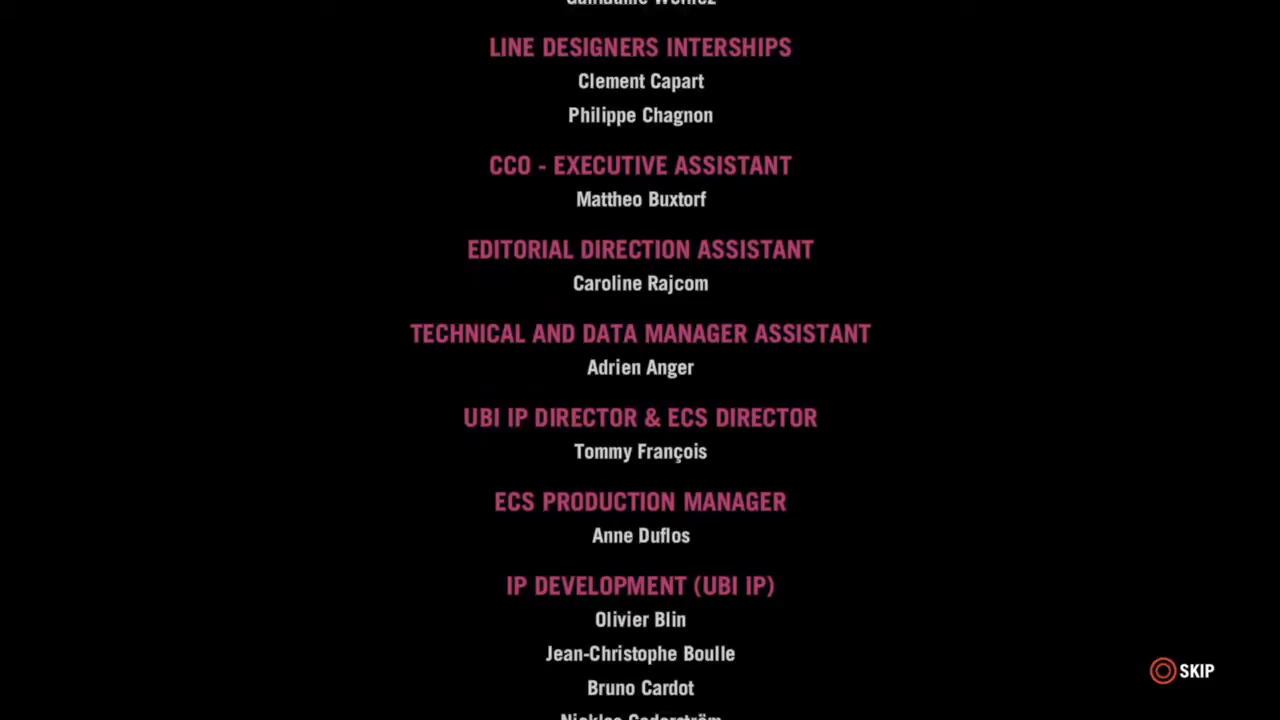 LINE DESIGNERS INTERSHIPS
Clement Capart
Philippe Chagnon
CCO - EXECUTIVE ASSISTANT
Mattheo Buxtorf
EDITORIAL DIRECTION ASSISTANT
Caroline Rajcom
TECHNICAL AND DATA MANAGER ASSISTANT
Adrien Anger
UBI IP DIRECTOR & ECS DIRECTOR
Tommy François
ECS PRODUCTION MANAGER
Anne Duflos
IP DEVELOPMENT (UBI IP)
Olivier Blin
Jean-Christophe Boulle
Bruno Cardot
SKIP